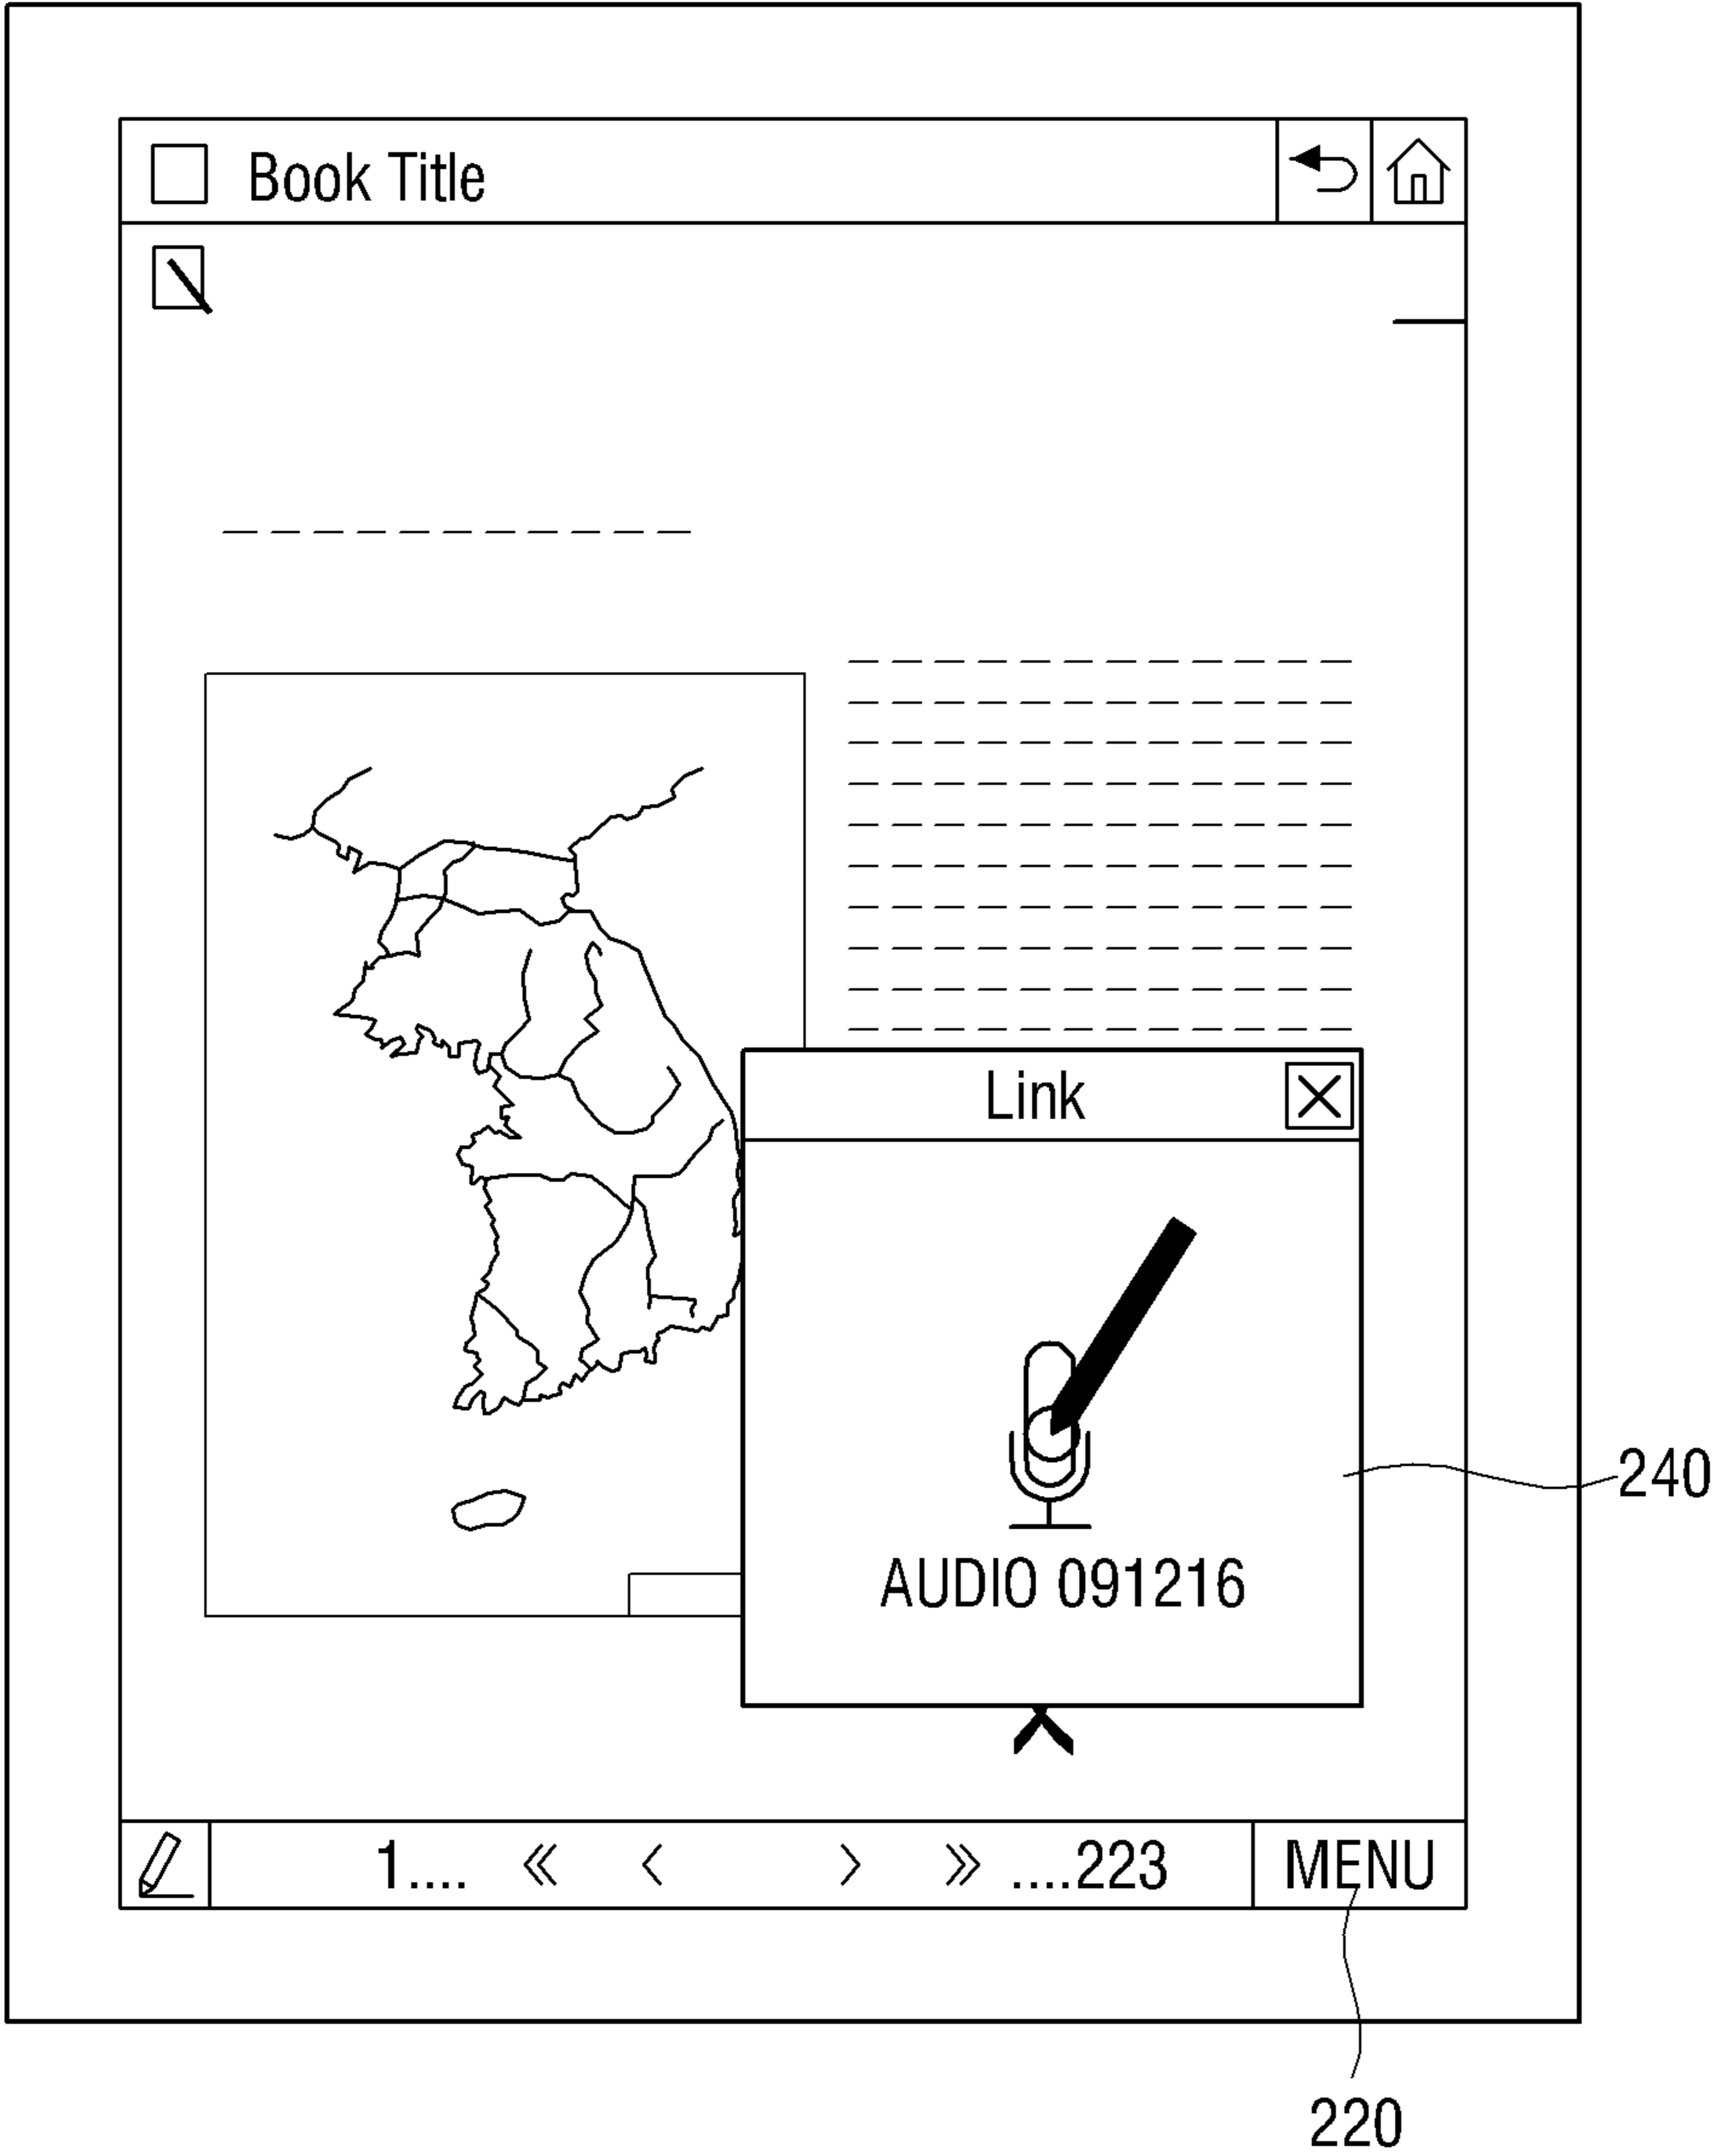 Book Title
Link
AUDIO 091216
240
1.... « < > » ....223 MENU
220